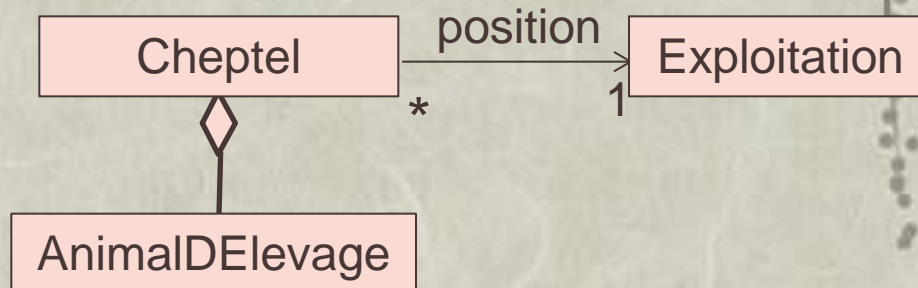 Cheptel
position
Exploitation
*
1
AnimalDElevage